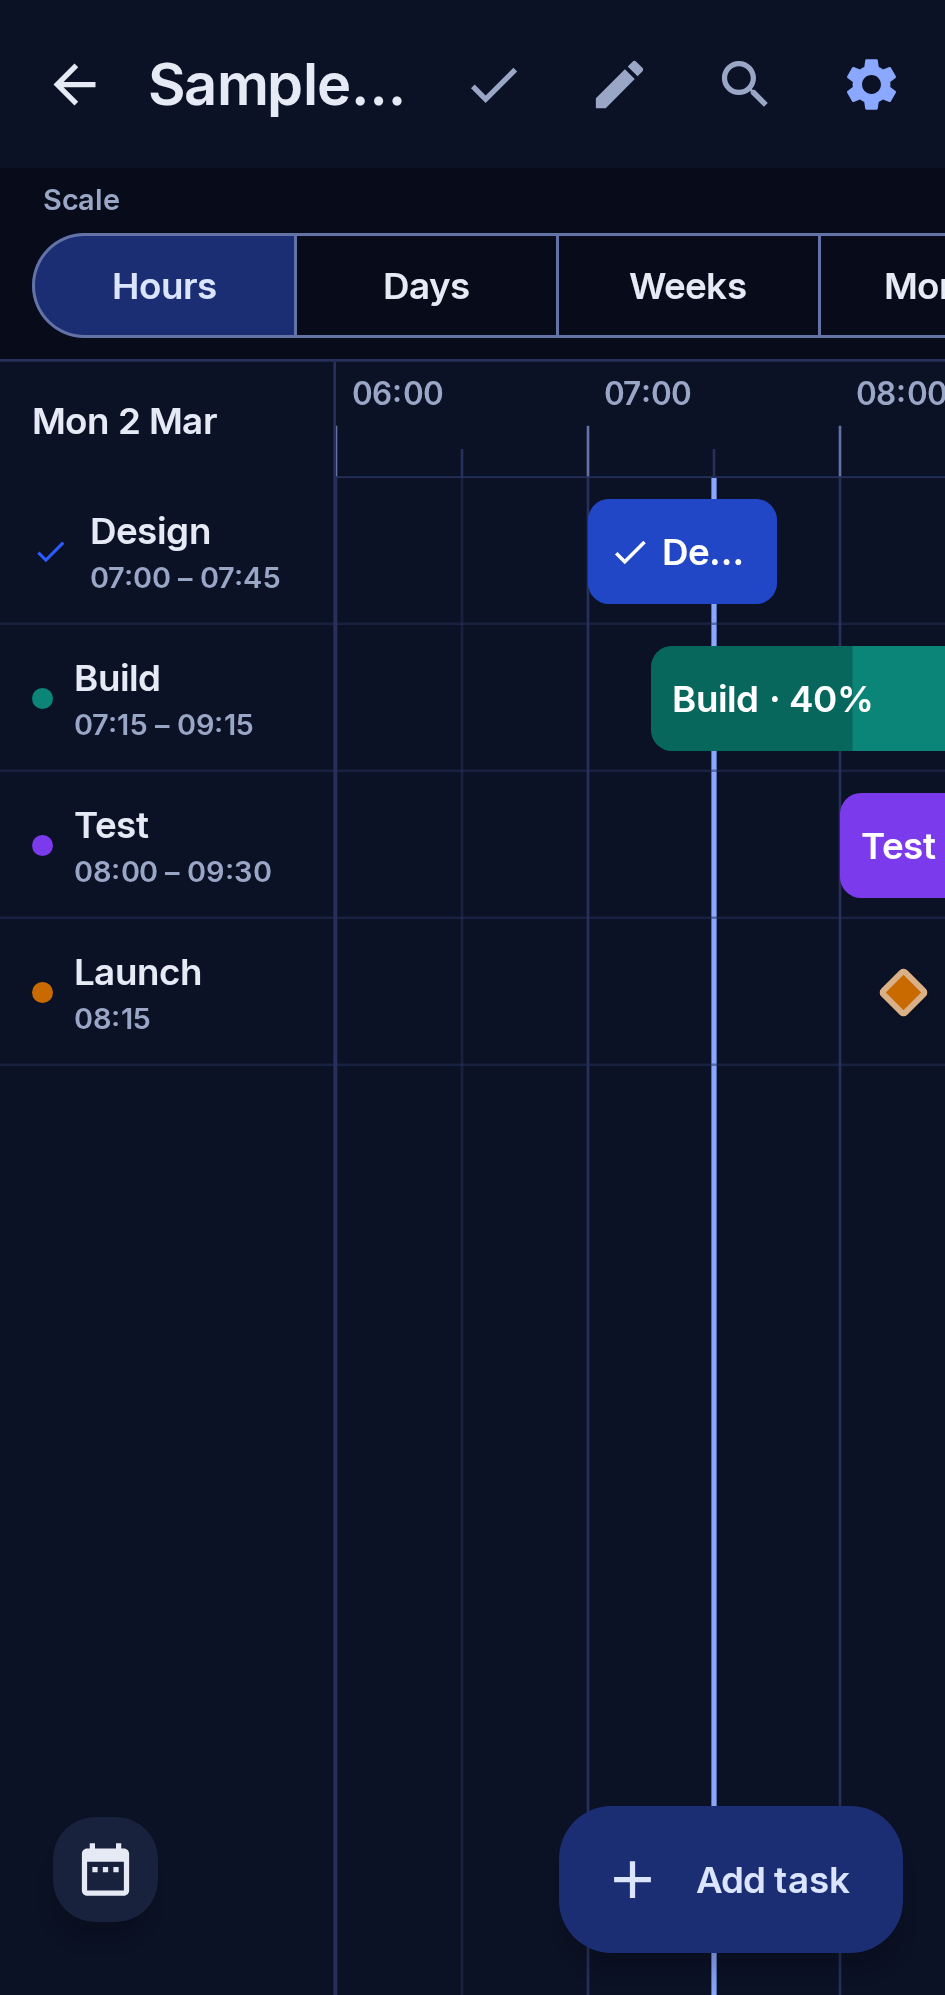 Sample...
Scale
Hours Days Weeks Mor
Mon 2 Mar
06:00 07:00 08:00
Design
07:00 – 07:45
De...
Build
07:15 – 09:15
Build · 40%
Test
08:00 – 09:30
Test
Launch
08:15
Add task